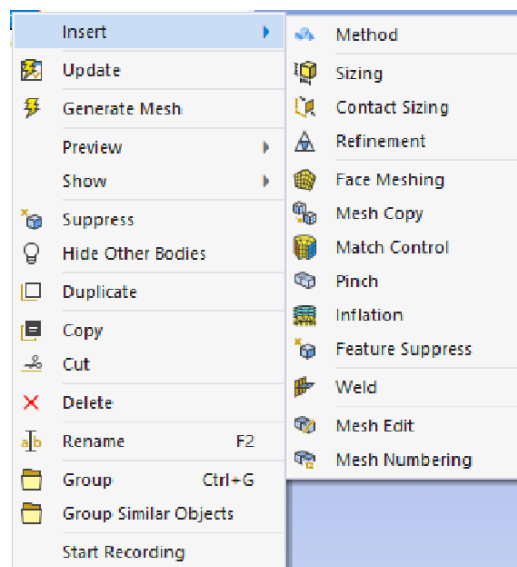 Insert
Update
Generate Mesh
Preview
Show
Suppress
Hide Other Bodies
Duplicate
Copy
Cut
Delete
Rename F2
Group Ctrl+G
Group Similar Objects
Start Recording
Method
Sizing
Contact Sizing
Refinement
Face Meshing
Mesh Copy
Match Control
Pinch
Inflation
Feature Suppress
Weld
Mesh Edit
Mesh Numbering